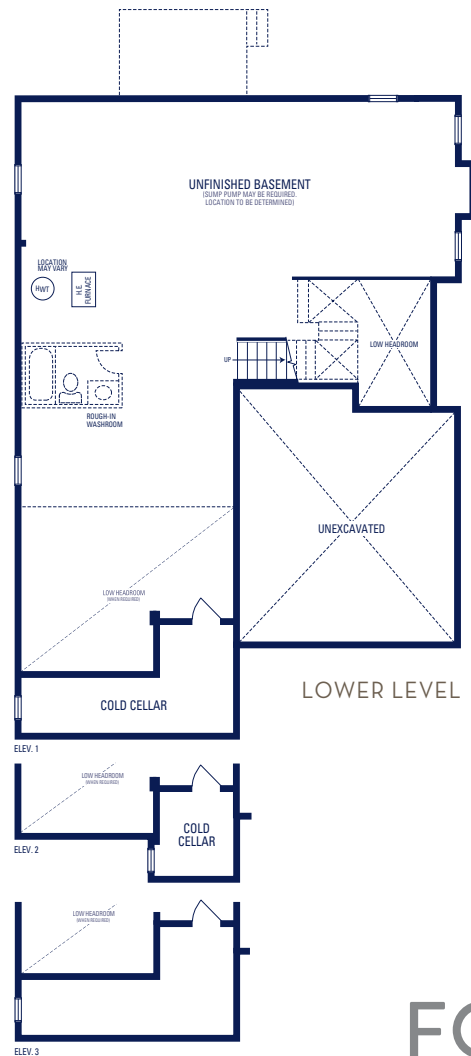 UNFINISHED BASEMENT
(SUMP PUMP MAY BE REQUIRED.
LOCATION TO BE DETERMINED)
LOCATION
MAY VARY
HWT
H.E.
FURNACE
LOW HEADROOM
UP
ROUGH-IN
WASHROOM
UNEXCAVATED
LOW HEADROOM
(WHEN REQUIRED)
LOWER LEVEL
COLD CELLAR
ELEV. 1
LOW HEADROOM
(WHEN REQUIRED)
COLD
CELLAR
ELEV. 2
LOW HEADROOM
(WHEN REQUIRED)
ELEV. 3